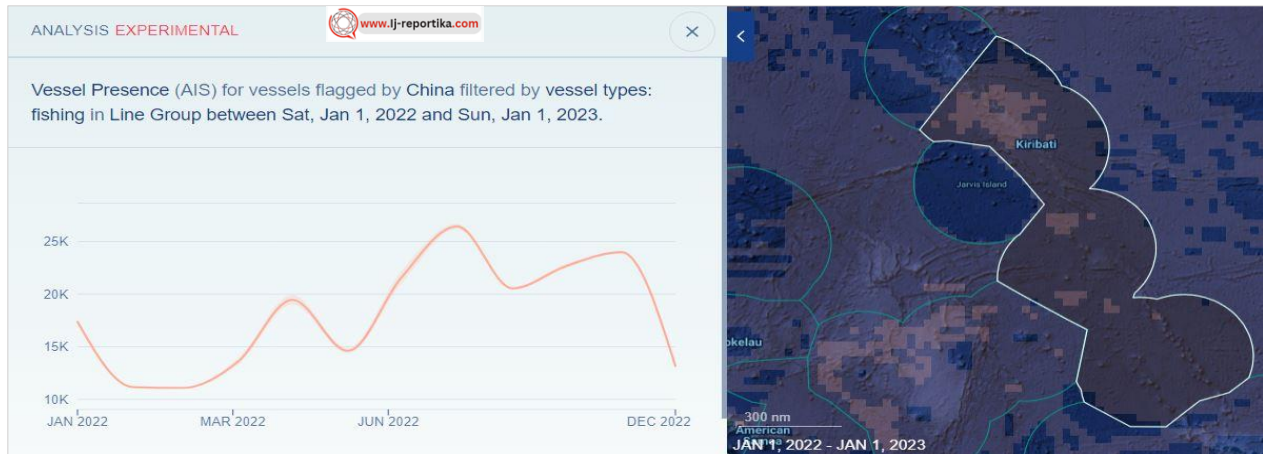 ANALYSIS EXPERIMENTAL
www.lj-reportika.com
Vessel Presence (AIS) for vessels flagged by China filtered by vessel types:
fishing in Line Group between Sat, Jan 1, 2022 and Sun, Jan 1, 2023.
25K
20K
15K
10K
JAN 2022
MAR 2022
JUN 2022
DEC 2022
Kiribati
Jarvis Island
okelau
300 nm
American
JAN 1, 2022 - JAN 1, 2023